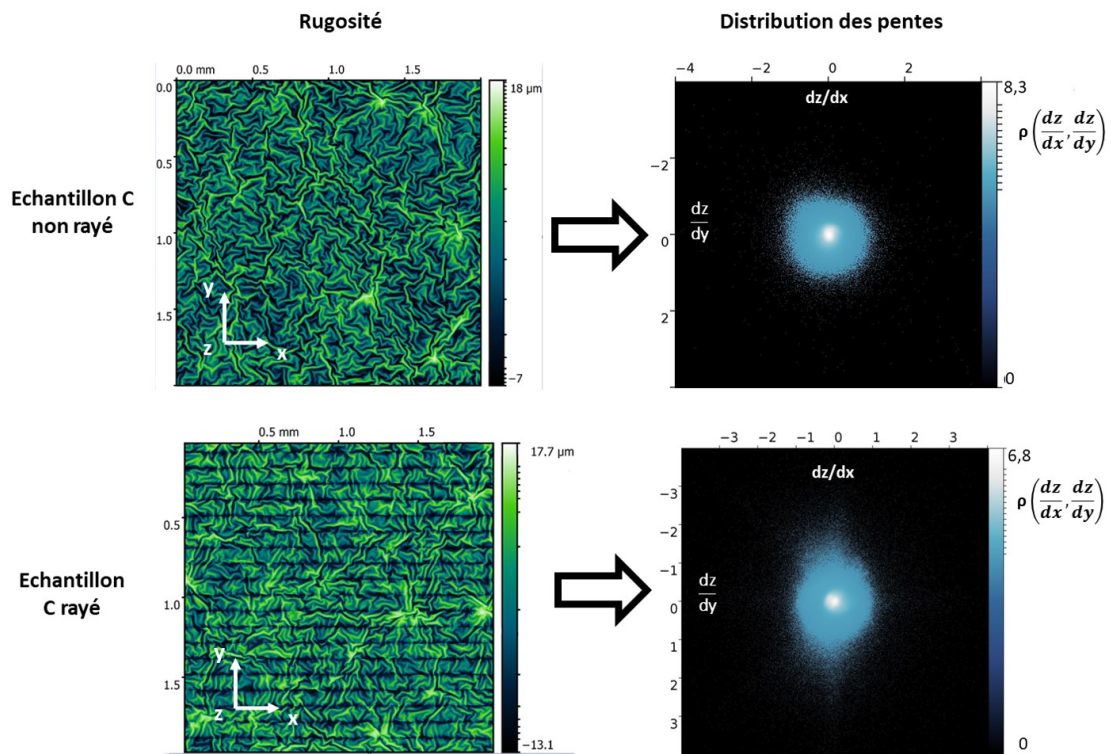 Rugosité
Distribution des pentes
Echantillon C
non rayé
0.0 mm 0.5 1.0 1.5
0.0
0.5
1.0
1.5
18 µm
−7
y
z
x
−4 −2 0 2
dz/dx
−2
0
2
dz
dy
8,3
0
ρ(dz/dx, dz/dy)
Echantillon
C rayé
0.5 mm 1.0 1.5
0.5
1.0
1.5
17.7 µm
−13.1
y
z
x
−3 −2 −1 0 1 2 3
dz/dx
−3
−2
−1
0
1
2
3
dz
dy
6,8
0
ρ(dz/dx, dz/dy)